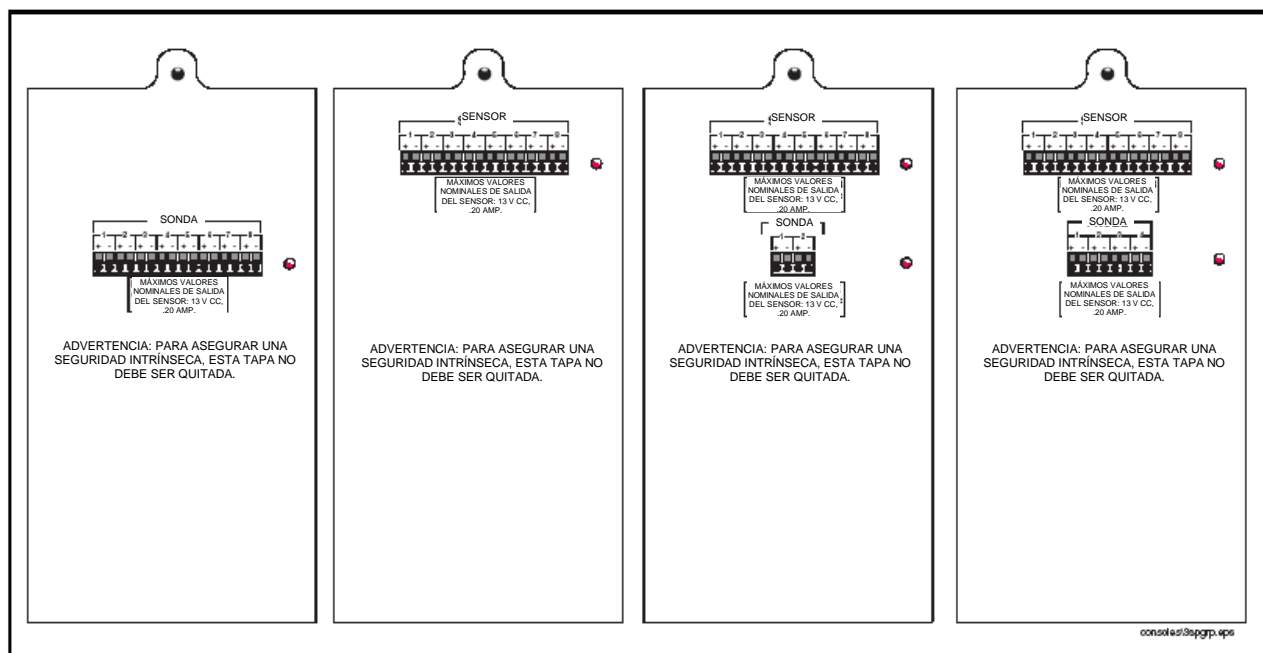 SONDA
1 2 3 4 5 6 7 8
+ - + - + - + - + - + - + - + -
MÁXIMOS VALORES
NOMINALES DE SALIDA
DEL SENSOR: 13 V CC,
.20 AMP.
ADVERTENCIA: PARA ASEGURAR UNA
SEGURIDAD INTRÍNSECA, ESTA TAPA NO
DEBE SER QUITADA.
SENSOR
1 2 3 4 5 6 7 8
+ - + - + - + - + - + - + - + -
MÁXIMOS VALORES
NOMINALES DE SALIDA
DEL SENSOR: 13 V CC,
.20 AMP.
ADVERTENCIA: PARA ASEGURAR UNA
SEGURIDAD INTRÍNSECA, ESTA TAPA NO
DEBE SER QUITADA.
SENSOR
1 2 3 4 5 6 7 8
+ - + - + - + - + - + - + - + -
MÁXIMOS VALORES
NOMINALES DE SALIDA
DEL SENSOR: 13 V CC,
.20 AMP.
SONDA
1 2
+ - + -
MÁXIMOS VALORES
NOMINALES DE SALIDA
DEL SENSOR: 13 V CC,
.20 AMP.
ADVERTENCIA: PARA ASEGURAR UNA
SEGURIDAD INTRÍNSECA, ESTA TAPA NO
DEBE SER QUITADA.
SENSOR
1 2 3 4 5 6 7 8
+ - + - + - + - + - + - + - + -
MÁXIMOS VALORES
NOMINALES DE SALIDA
DEL SENSOR: 13 V CC,
.20 AMP.
SONDA
1 2 3 4
+ - + - + - + -
MÁXIMOS VALORES
NOMINALES DE SALIDA
DEL SENSOR: 13 V CC,
.20 AMP.
ADVERTENCIA: PARA ASEGURAR UNA
SEGURIDAD INTRÍNSECA, ESTA TAPA NO
DEBE SER QUITADA.
consoles\3spgrp.eps